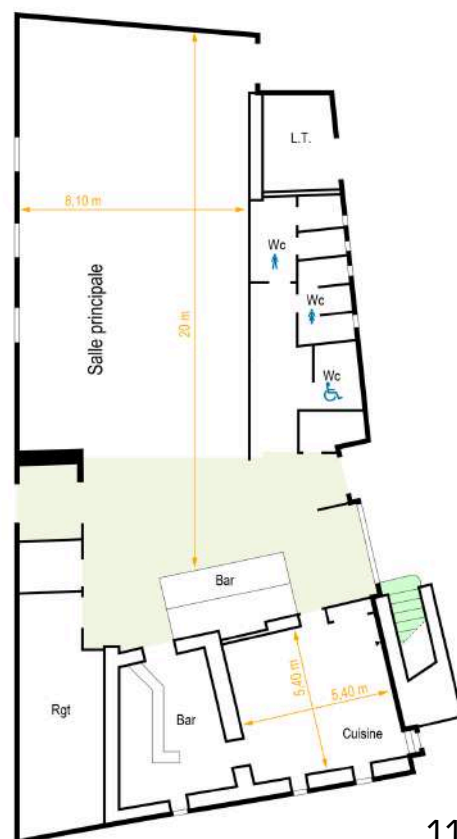 L.T.
8,10 m
Wc
Wc
20 m
Salle principale
Wc
Bar
5,40 m
5,40 m
Rgt
Bar
Cuisine
11